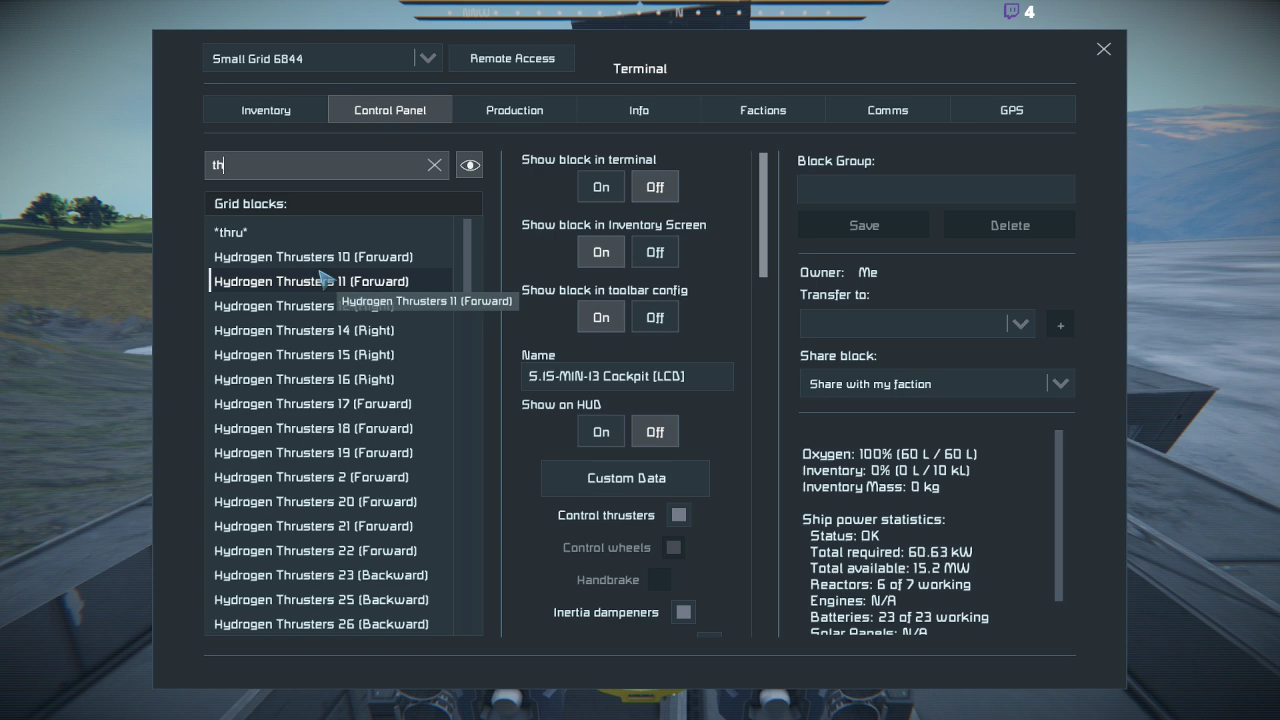 NNW
N
4
Small Grid 6844
Remote Access
Terminal
Inventory
Control Panel
Production
Info
Factions
Comms
GPS
th
Grid blocks:
*thru*
Hydrogen Thrusters 10 (Forward)
Hydrogen Thrusters 11 (Forward)
Hydrogen Thrusters
Hydrogen Thrusters 11 (Forward)
Hydrogen Thrusters 14 (Right)
Hydrogen Thrusters 15 (Right)
Hydrogen Thrusters 16 (Right)
Hydrogen Thrusters 17 (Forward)
Hydrogen Thrusters 18 (Forward)
Hydrogen Thrusters 19 (Forward)
Hydrogen Thrusters 2 (Forward)
Hydrogen Thrusters 20 (Forward)
Hydrogen Thrusters 21 (Forward)
Hydrogen Thrusters 22 (Forward)
Hydrogen Thrusters 23 (Backward)
Hydrogen Thrusters 25 (Backward)
Hydrogen Thrusters 26 (Backward)
Show block in terminal
On Off
Show block in Inventory Screen
On Off
Show block in toolbar config
On Off
Name
S.I5-MIN-13 Cockpit [LCD]
Show on HUD
On Off
Custom Data
Control thrusters
Control wheels
Handbrake
Inertia dampeners
Block Group:
Save
Delete
Owner: Me
Transfer to:
+
Share block:
Share with my faction
Oxygen: 100% (60 L / 60 L)
Inventory: 0% (0 L / 10 kL)
Inventory Mass: 0 kg
Ship power statistics:
Status: OK
Total required: 60.63 kW
Total available: 15.2 MW
Reactors: 6 of 7 working
Engines: N/A
Batteries: 23 of 23 working
Solar Panels: N/A